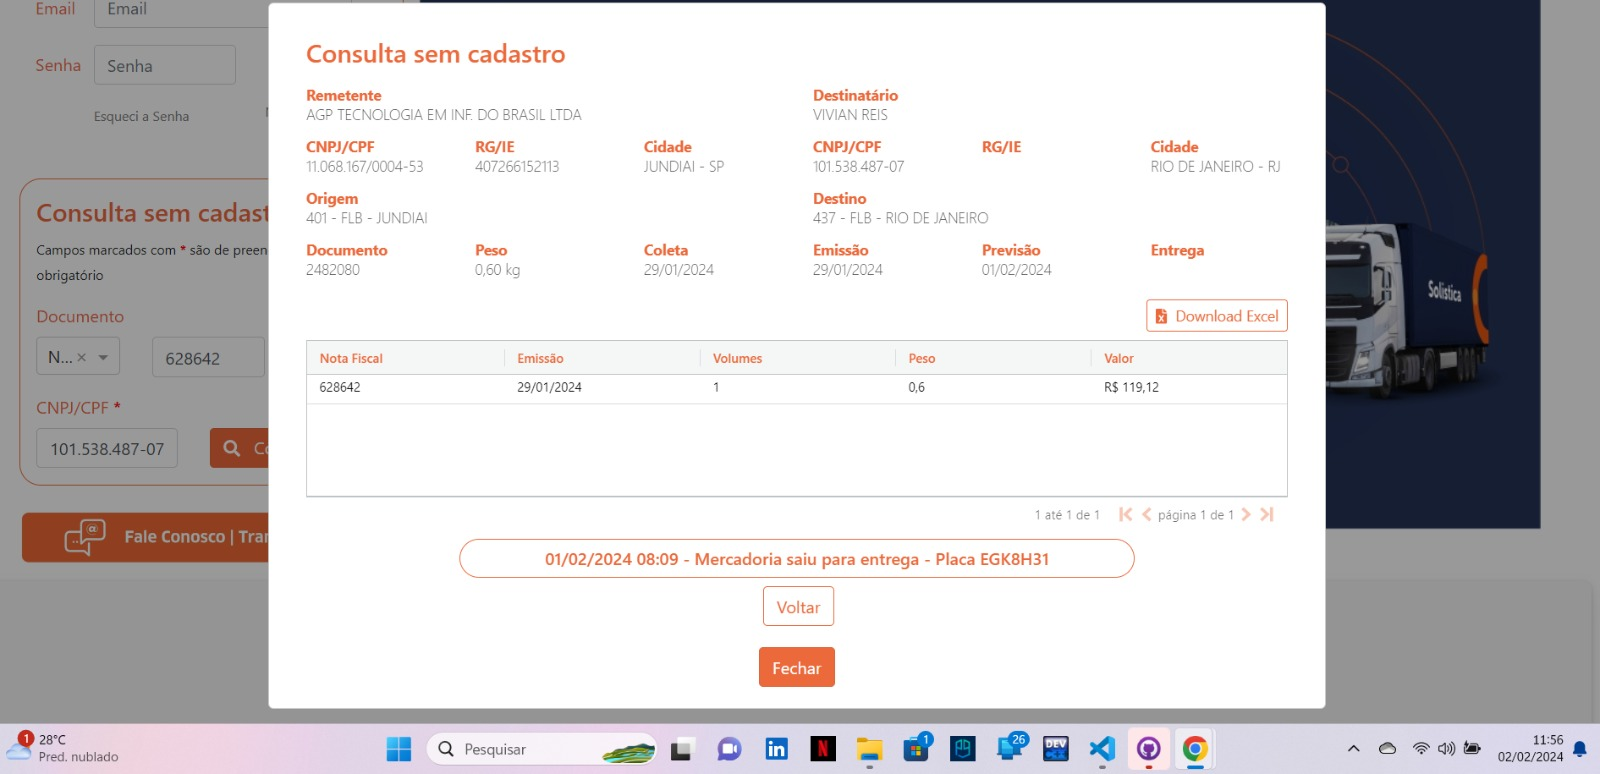 Email
Email
Senha
Senha
Esqueci a Senha
Consulta sem cadast
Campos marcados com * são de preen
obrigatório
Documento
N...
628642
CNPJ/CPF *
101.538.487-07
Fale Conosco | Tra
Consulta sem cadastro
Remetente
AGP TECNOLOGIA EM INF. DO BRASIL LTDA
Destinatário
VIVIAN REIS
CNPJ/CPF
11.068.167/0004-53
RG/IE
407266152113
Cidade
JUNDIAI - SP
CNPJ/CPF
101.538.487-07
RG/IE
Cidade
RIO DE JANEIRO - RJ
Origem
401 - FLB - JUNDIAI
Destino
437 - FLB - RIO DE JANEIRO
Documento
2482080
Peso
0,60 kg
Coleta
29/01/2024
Emissão
29/01/2024
Previsão
01/02/2024
Entrega
Download Excel
Nota Fiscal Emissão Volumes Peso Valor
628642 29/01/2024 1 0,6 R$ 119,12
1 até 1 de 1 página 1 de 1
01/02/2024 08:09 - Mercadoria saiu para entrega - Placa EGK8H31
Voltar
Fechar
Solistica
1
28°C
Pred. nublado
Pesquisar
in
N
1
26
DEV
11:56
02/02/2024